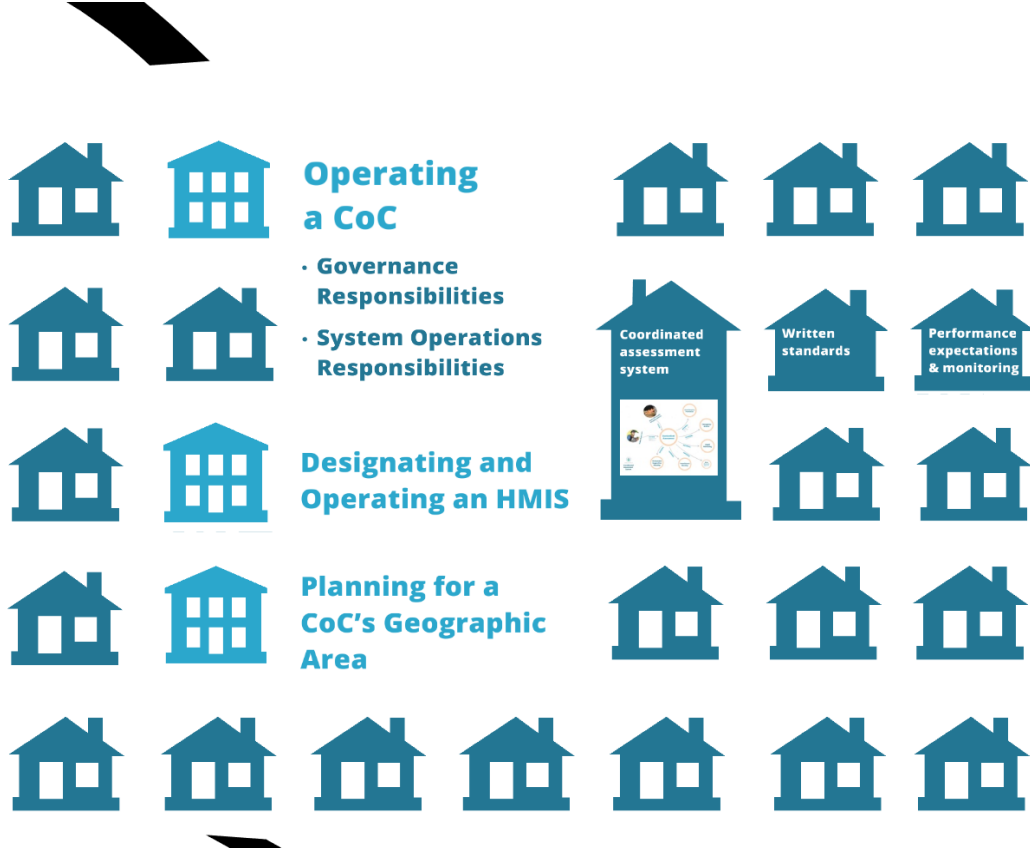 Operating
a CoC
· Governance
Responsibilities
· System Operations
Responsibilities
Coordinated
assessment
system
Written
standards
Performance
expectations
& monitoring
Designating and
Operating an HMIS
Planning for a
CoC’s Geographic
Area